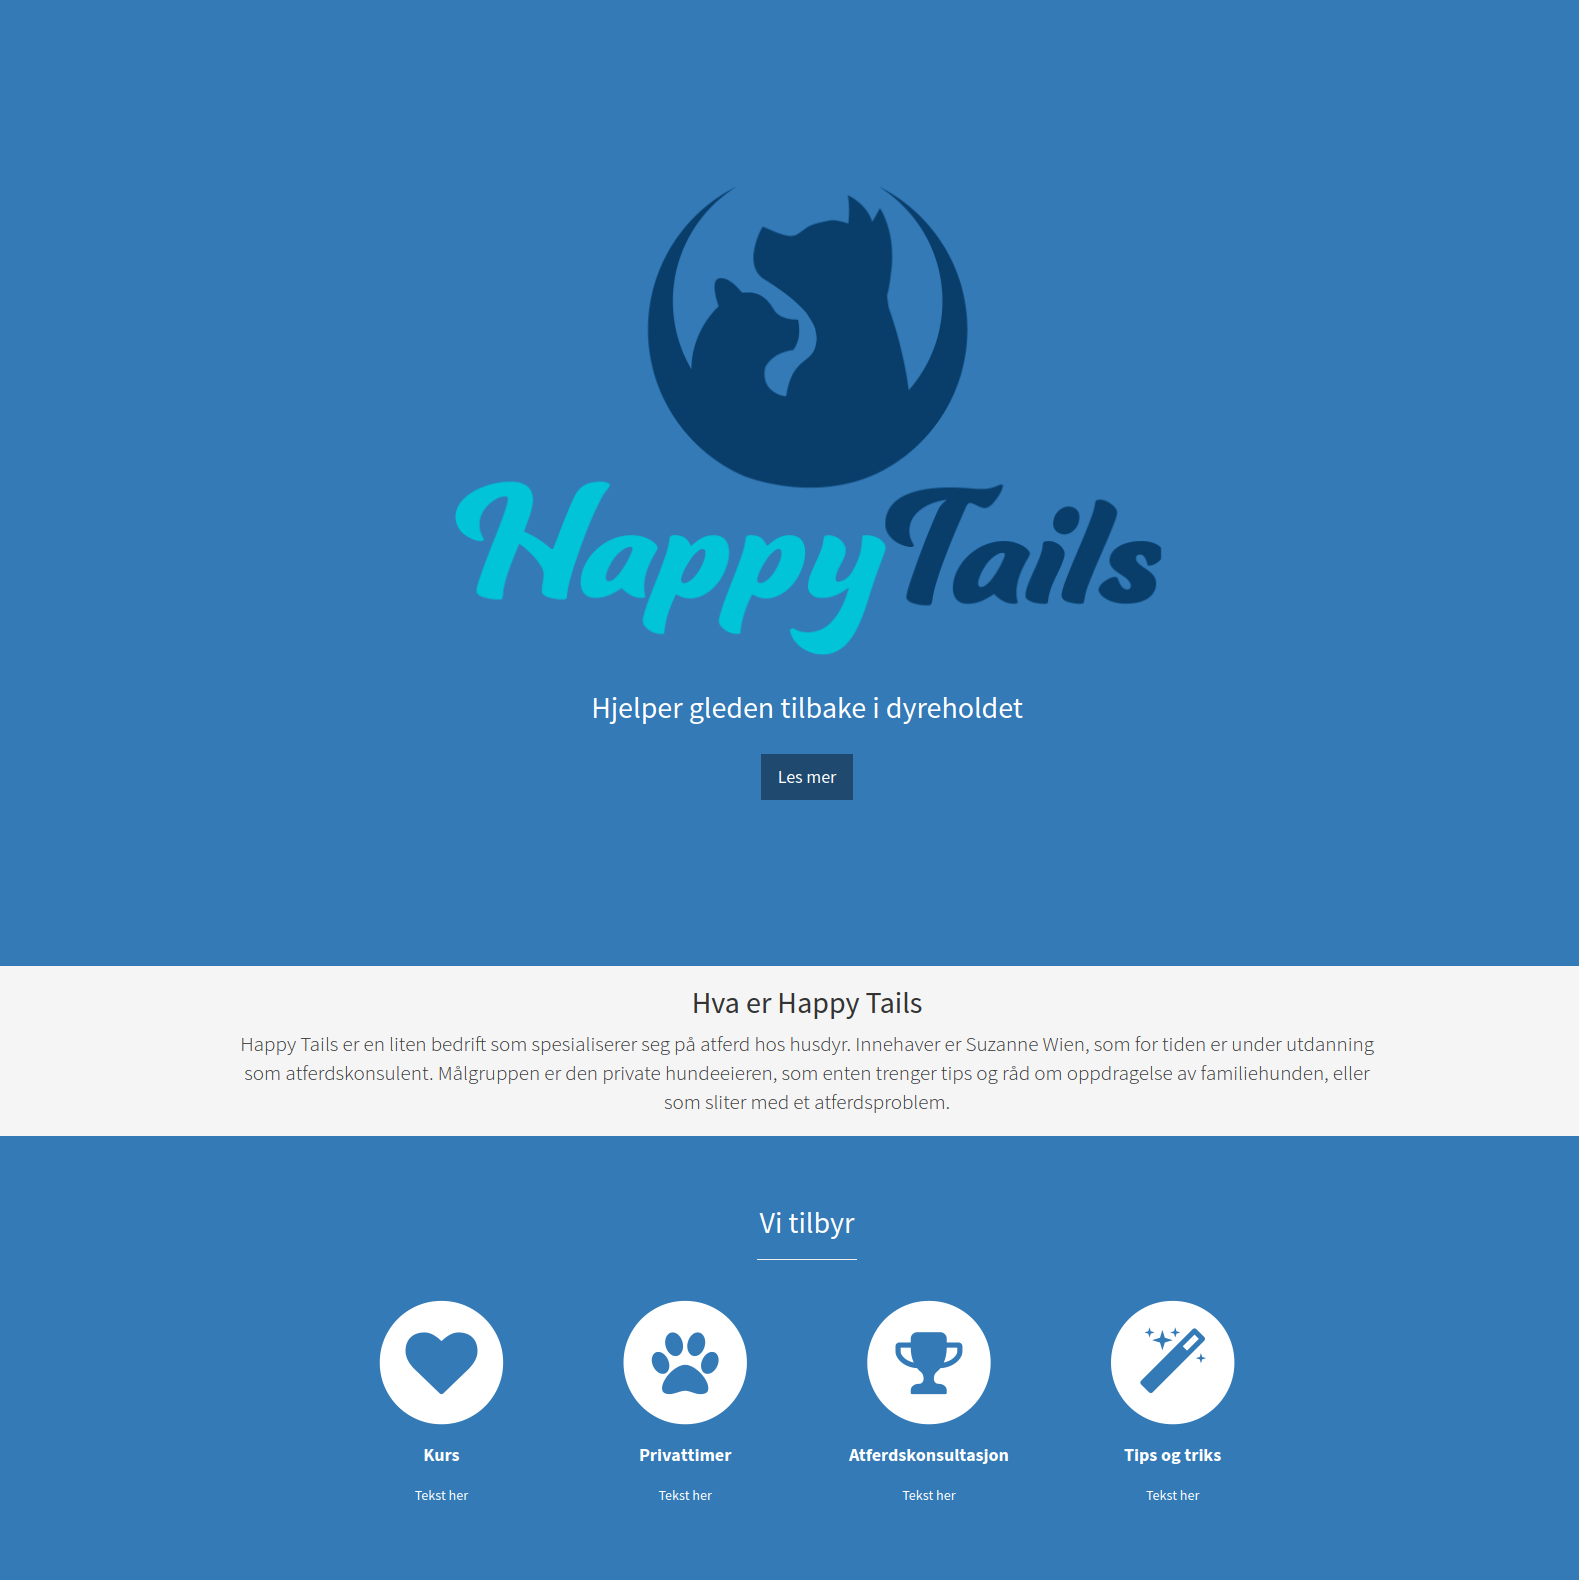 HappyTails
Hjelper gleden tilbake i dyreholdet
Les mer
Hva er Happy Tails
Happy Tails er en liten bedrift som spesialiserer seg på atferd hos husdyr. Innehaver er Suzanne Wien, som for tiden er under utdanning
som atferdskonsulent. Målgruppen er den private hundeeieren, som enten trenger tips og råd om oppdragelse av familiehunden, eller
som sliter med et atferdsproblem.
Vi tilbyr
Kurs
Tekst her
Privattimer
Tekst her
Atferdskonsultasjon
Tekst her
Tips og triks
Tekst her